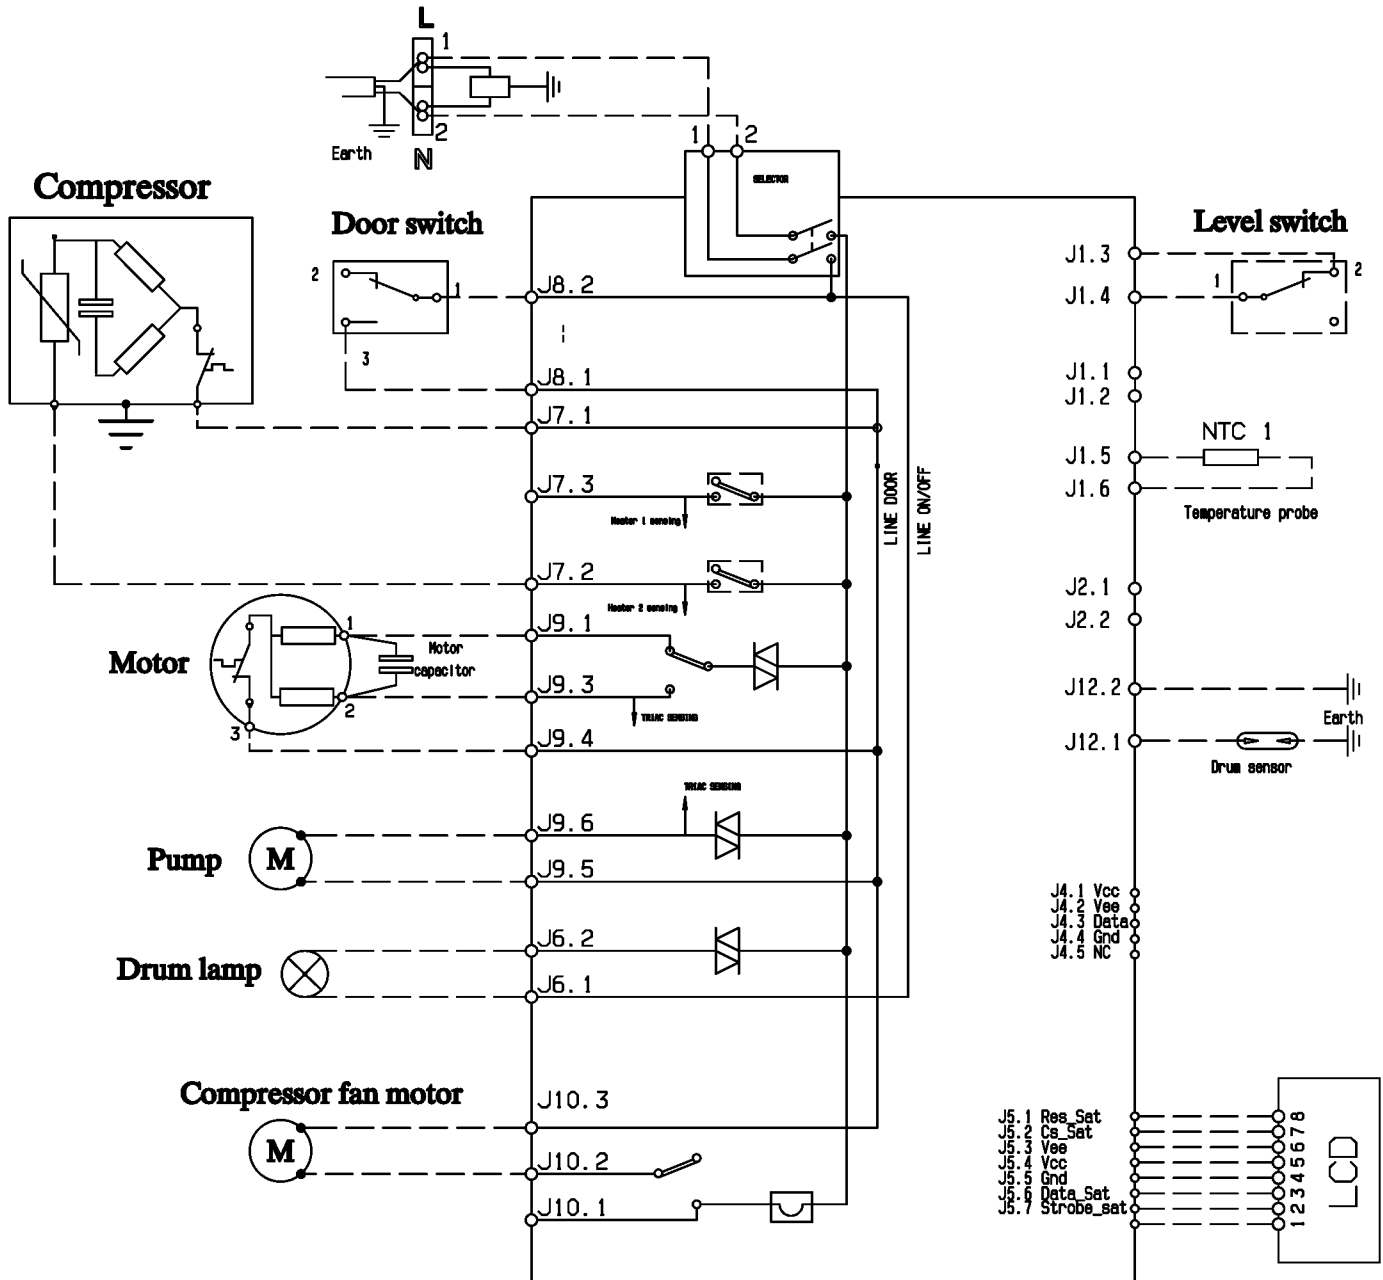 L
1
2
N
Earth
1 2
SELECTOR
Compressor
Door switch
2
1
3
Level switch
1
2
J8.2
J8.1
J7.1
J7.3
Heater 1 sensing
J7.2
Heater 2 sensing
LINE DOOR
LINE ON/OFF
J1.3
J1.4
J1.1
J1.2
NTC 1
J1.5
J1.6
Temperature probe
J2.1
J2.2
Motor
1
2
3
Motor
capacitor
J9.1
J9.3
TRIAC SENSING
J9.4
J12.2
Earth
J12.1
Drum sensor
TRIAC SENSING
Pump
M
J9.6
J9.5
Drum lamp
J6.2
J6.1
J4.1 Vcc
J4.2 Vee
J4.3 Data
J4.4 Gnd
J4.5 NC
Compressor fan motor
M
J10.3
J10.2
J10.1
J5.1 Res_Sat
J5.2 Cs_Sat
J5.3 Vee
J5.4 Vcc
J5.5 Gnd
J5.6 Data_Sat
J5.7 Strobe_sat
8
7
6
5
4
3
2
1
LCD